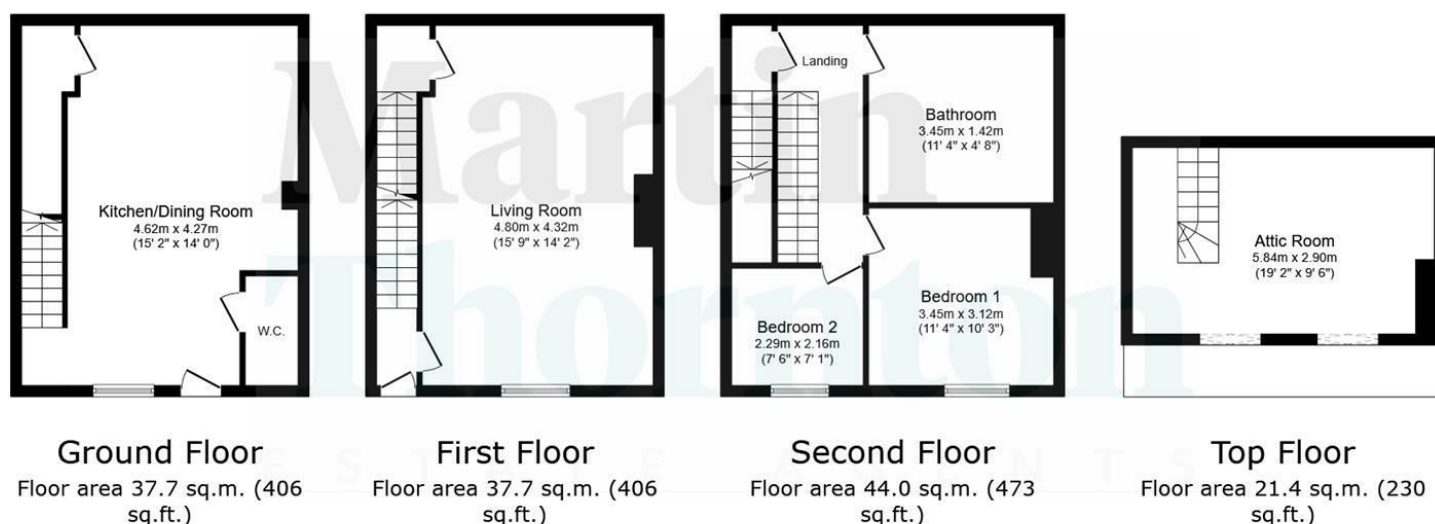 Kitchen/Dining Room
4.62m x 4.27m
(15' 2" x 14' 0")
W.C.
Ground Floor
Floor area 37.7 sq.m. (406
sq.ft.)
Living Room
4.80m x 4.32m
(15' 9" x 14' 2")
First Floor
Floor area 37.7 sq.m. (406
sq.ft.)
Landing
Bathroom
3.45m x 1.42m
(11' 4" x 4' 8")
Bedroom 1
3.45m x 3.12m
(11' 4" x 10' 3")
Bedroom 2
2.29m x 2.16m
(7' 6" x 7' 1")
Second Floor
Floor area 44.0 sq.m. (473
sq.ft.)
Attic Room
5.84m x 2.90m
(19' 2" x 9' 6")
Top Floor
Floor area 21.4 sq.m. (230
sq.ft.)
Martin
Thornton
ESTATE AGENTS